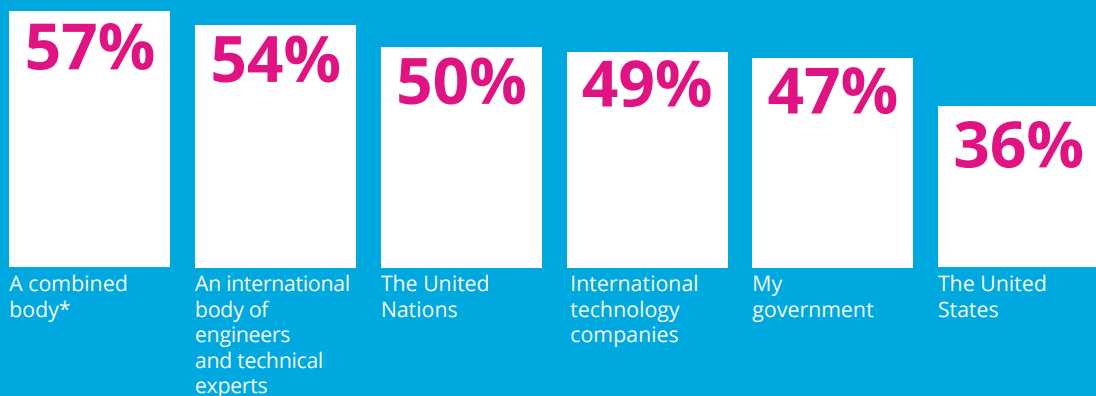 57%
54%
50%
49%
47%
36%
A combined
body*
An international
body of
engineers
and technical
experts
The United
Nations
International
technology
companies
My
government
The United
States